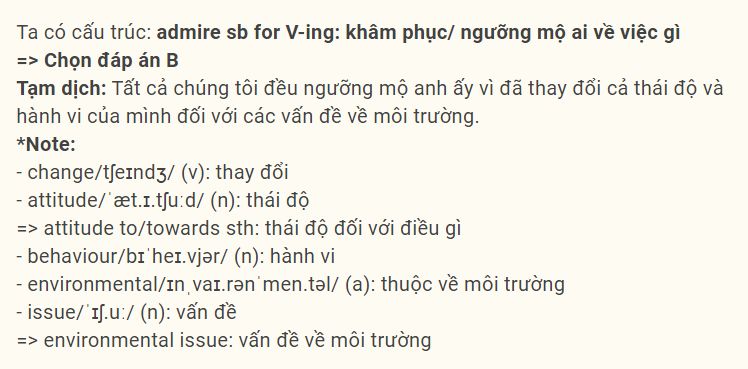 Ta có cấu trúc: admire sb for V-ing: khâm phục/ ngưỡng mộ ai về việc gì
=> Chọn đáp án B
Tạm dịch: Tất cả chúng tôi đều ngưỡng mộ anh ấy vì đã thay đổi cả thái độ và
hành vi của mình đối với các vấn đề về môi trường.
*Note:
- change/tʃeɪndʒ/ (v): thay đổi
- attitude/ˈæt.ɪ.tʃuːd/ (n): thái độ
=> attitude to/towards sth: thái độ đối với điều gì
- behaviour/bɪˈheɪ.vjər/ (n): hành vi
- environmental/ɪnˌvaɪ.rənˈmen.təl/ (a): thuộc về môi trường
- issue/ˈɪʃ.uː/ (n): vấn đề
=> environmental issue: vấn đề về môi trường